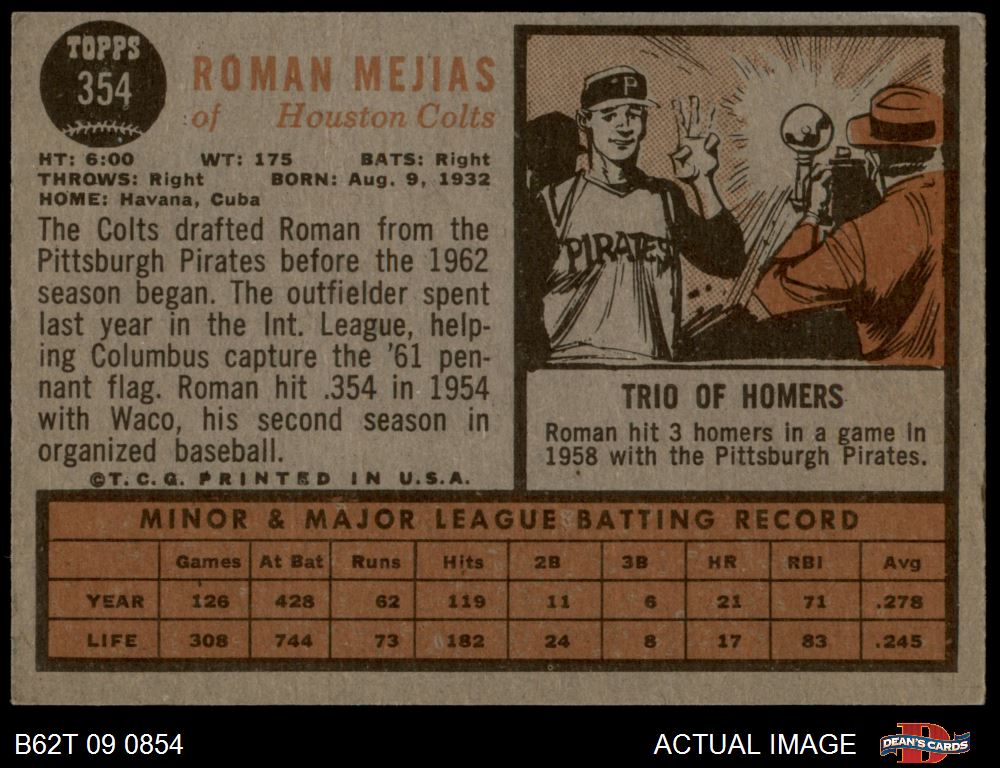 TOPPS
354
ROMAN MEJIAS
of Houston Colts
HT: 6:00 WT: 175 BATS: Right
THROWS: Right BORN: Aug. 9, 1932
HOME: Havana, Cuba
The Colts drafted Roman from the
Pittsburgh Pirates before the 1962
season began. The outfielder spent
last year in the Int. League, help-
ing Columbus capture the '61 pen-
nant flag. Roman hit .354 in 1954
with Waco, his second season in
organized baseball.
©T.C.G. PRINTED IN U.S.A.
P
PIRATES
TRIO OF HOMERS
Roman hit 3 homers in a game in
1958 with the Pittsburgh Pirates.
MINOR & MAJOR LEAGUE BATTING RECORD
Games At Bat Runs Hits 2B 3B HR RBI Avg
YEAR 126 428 62 119 11 6 21 71 .278
LIFE 308 744 73 182 24 8 17 83 .245
B62T 09 0854
ACTUAL IMAGE
DEAN'S CARDS